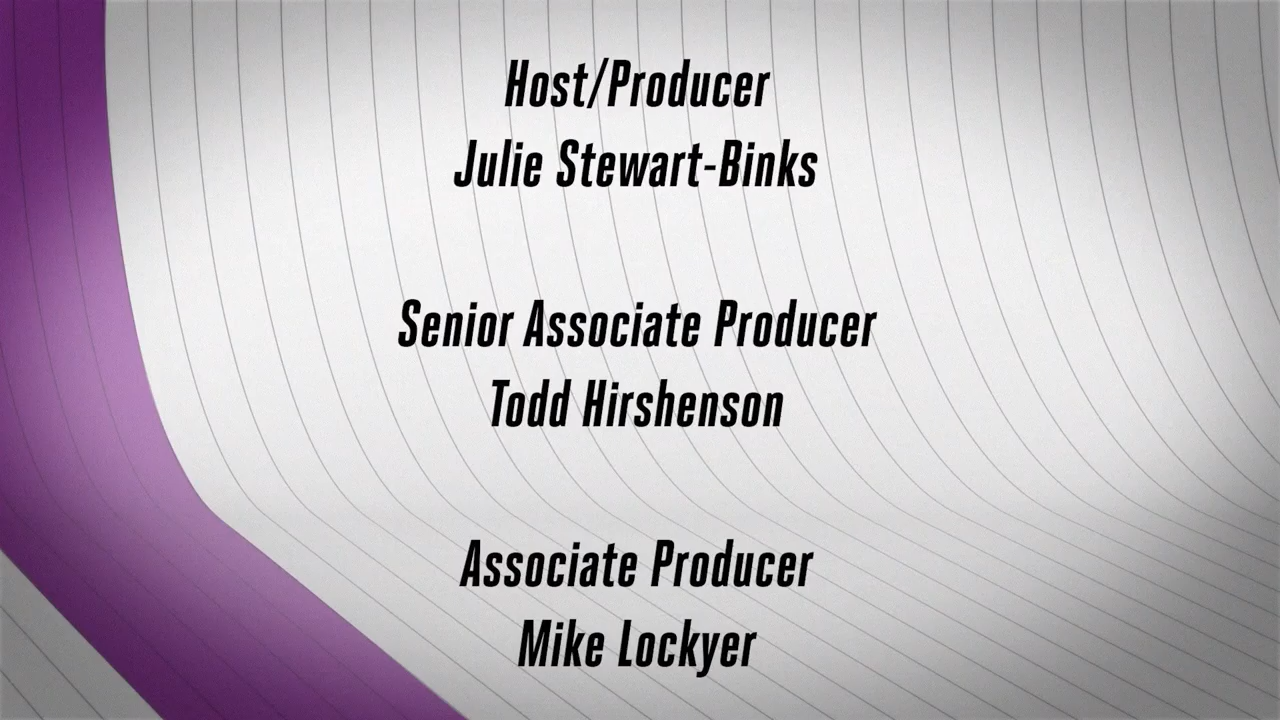 Host/Producer
Julie Stewart-Binks
Senior Associate Producer
Todd Hirshenson
Associate Producer
Mike Lockyer